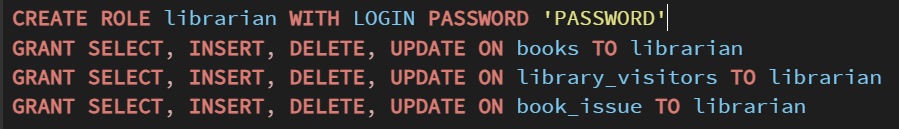 CREATE ROLE librarian WITH LOGIN PASSWORD 'PASSWORD'
GRANT SELECT, INSERT, DELETE, UPDATE ON books TO librarian
GRANT SELECT, INSERT, DELETE, UPDATE ON library_visitors TO librarian
GRANT SELECT, INSERT, DELETE, UPDATE ON book_issue TO librarian